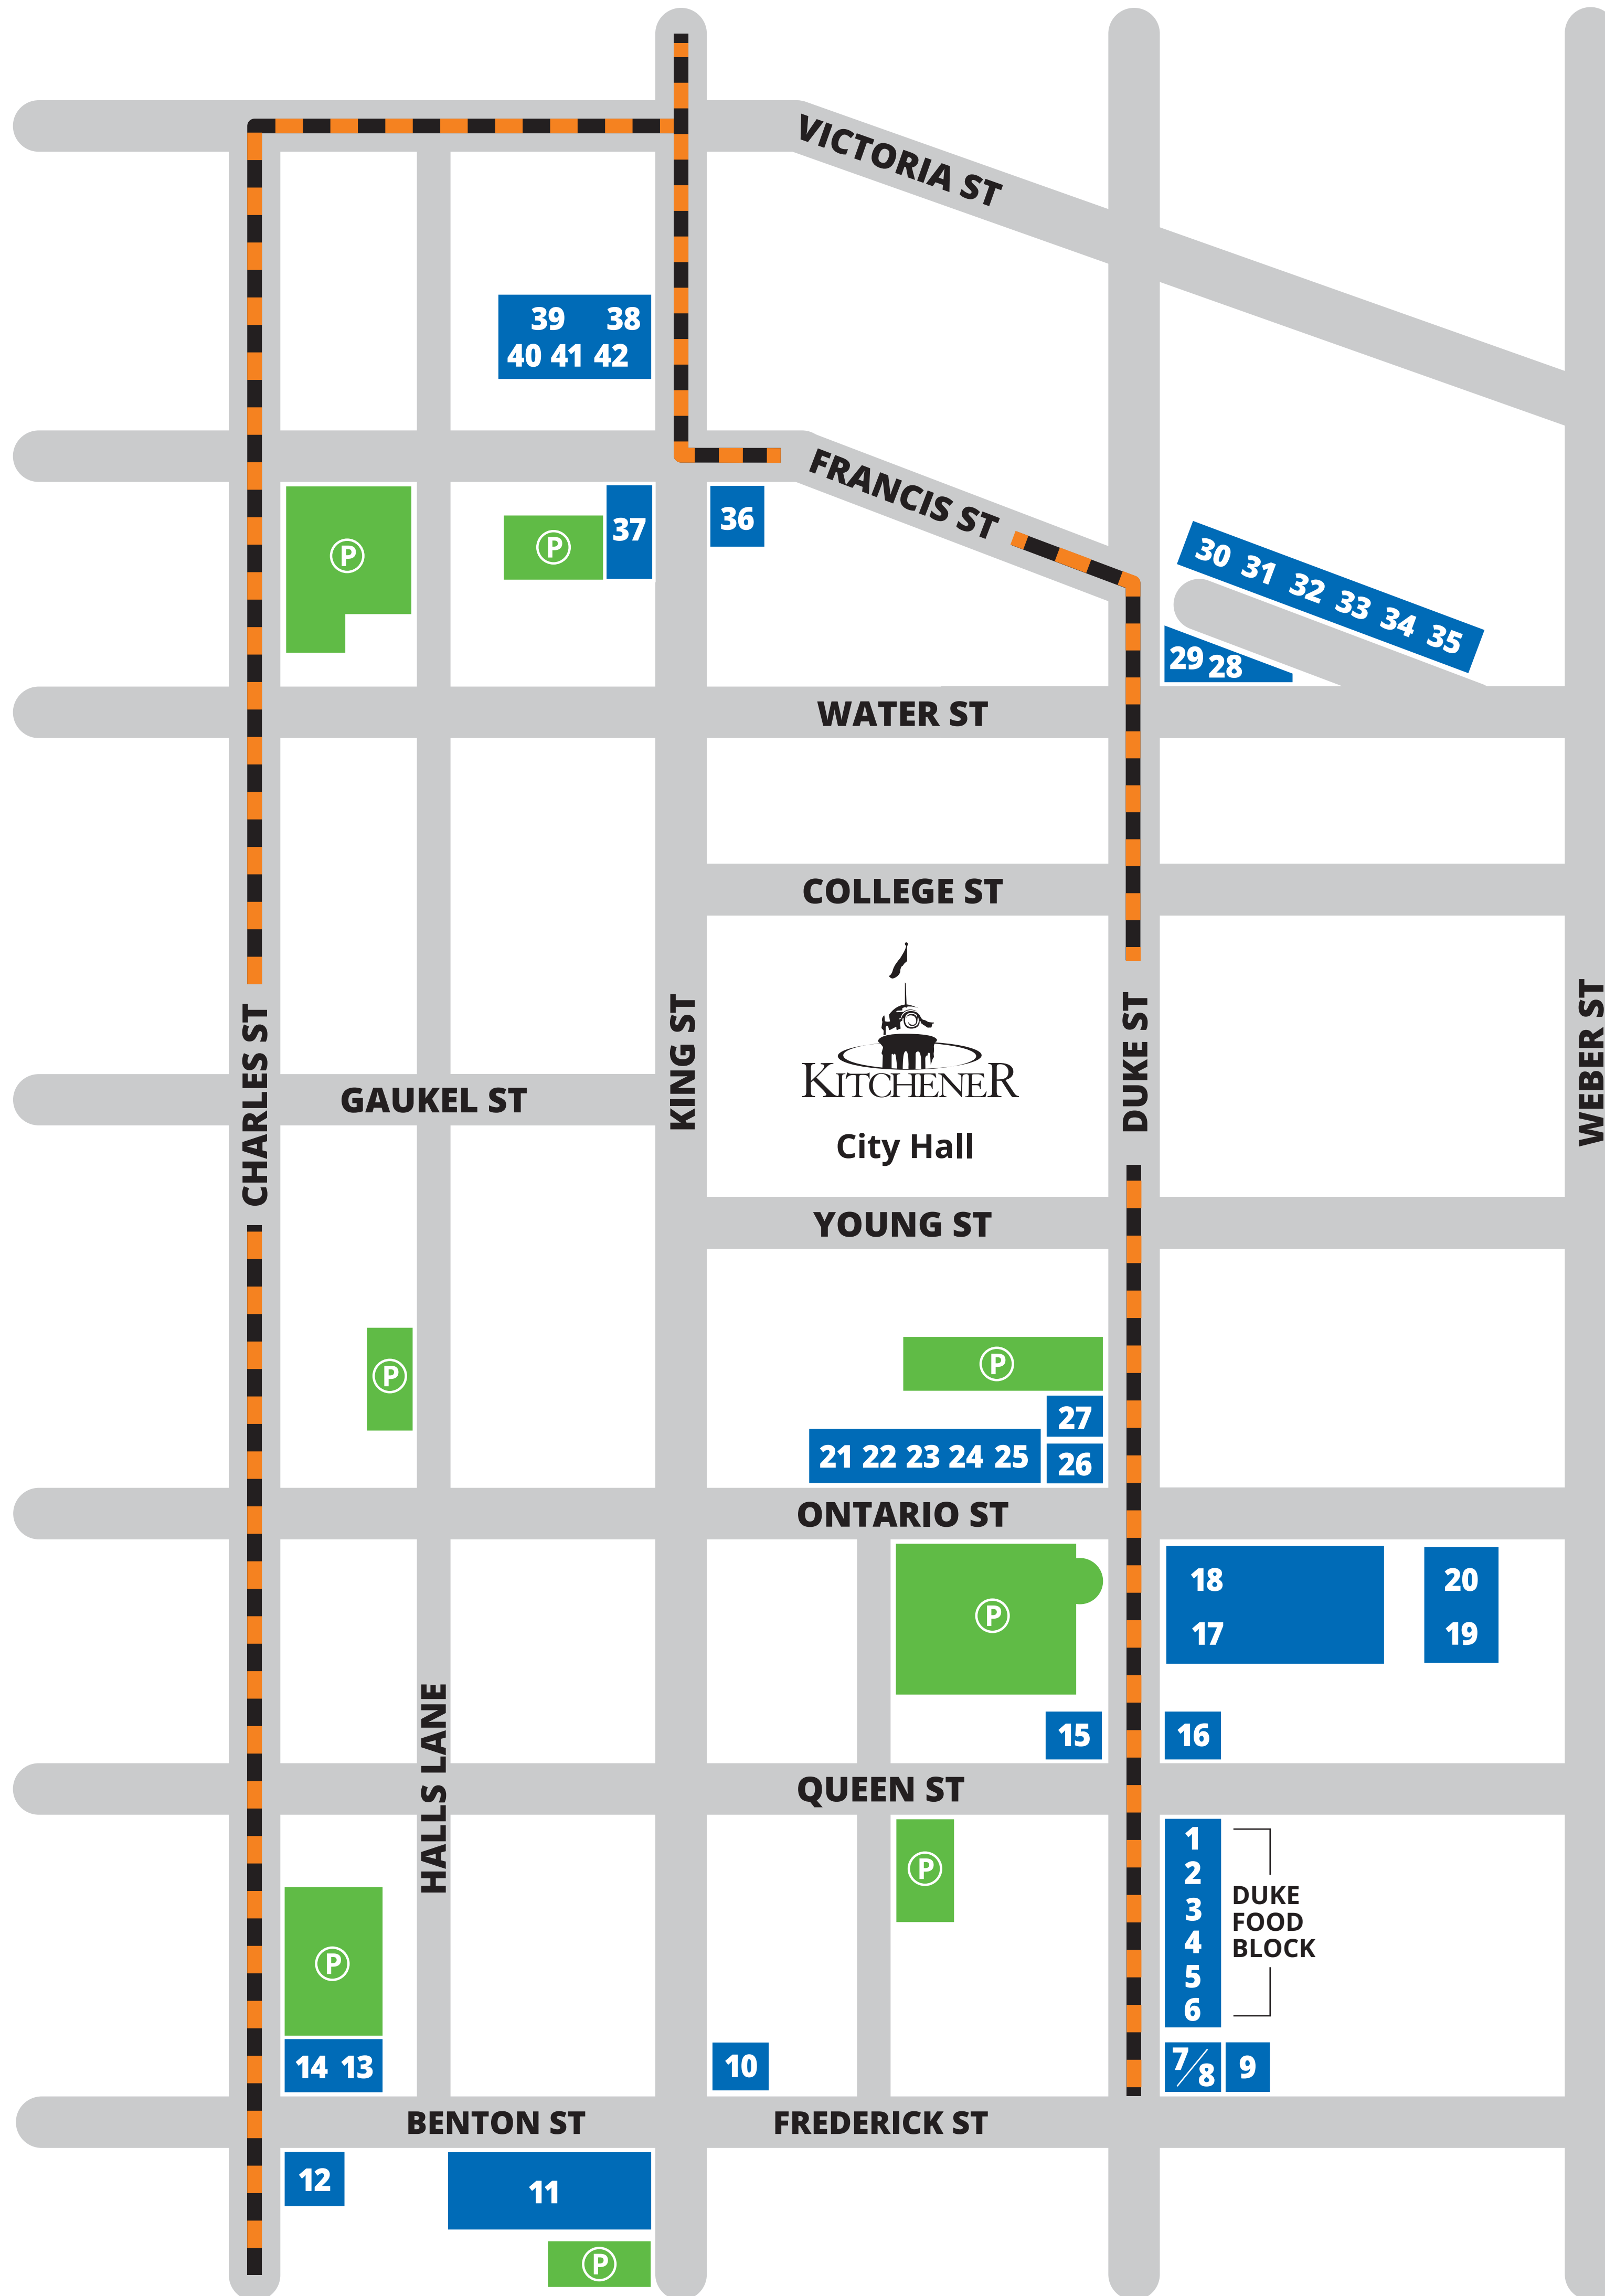 VICTORIA ST
39 38
40 41 42
FRANCIS ST
P
P
37
36
30 31 32 33 34 35
29 28
WATER ST
COLLEGE ST
KITCHENER
City Hall
CHARLES ST
KING ST
DUKE ST
WEBER ST
GAUKEL ST
YOUNG ST
P
P
27
21 22 23 24 25
26
ONTARIO ST
P
18
17
20
19
15
16
HALLS LANE
QUEEN ST
P
P
1
2
3
4
5
6
DUKE
FOOD
BLOCK
14 13
10
7/8
9
BENTON ST
FREDERICK ST
12
11
P